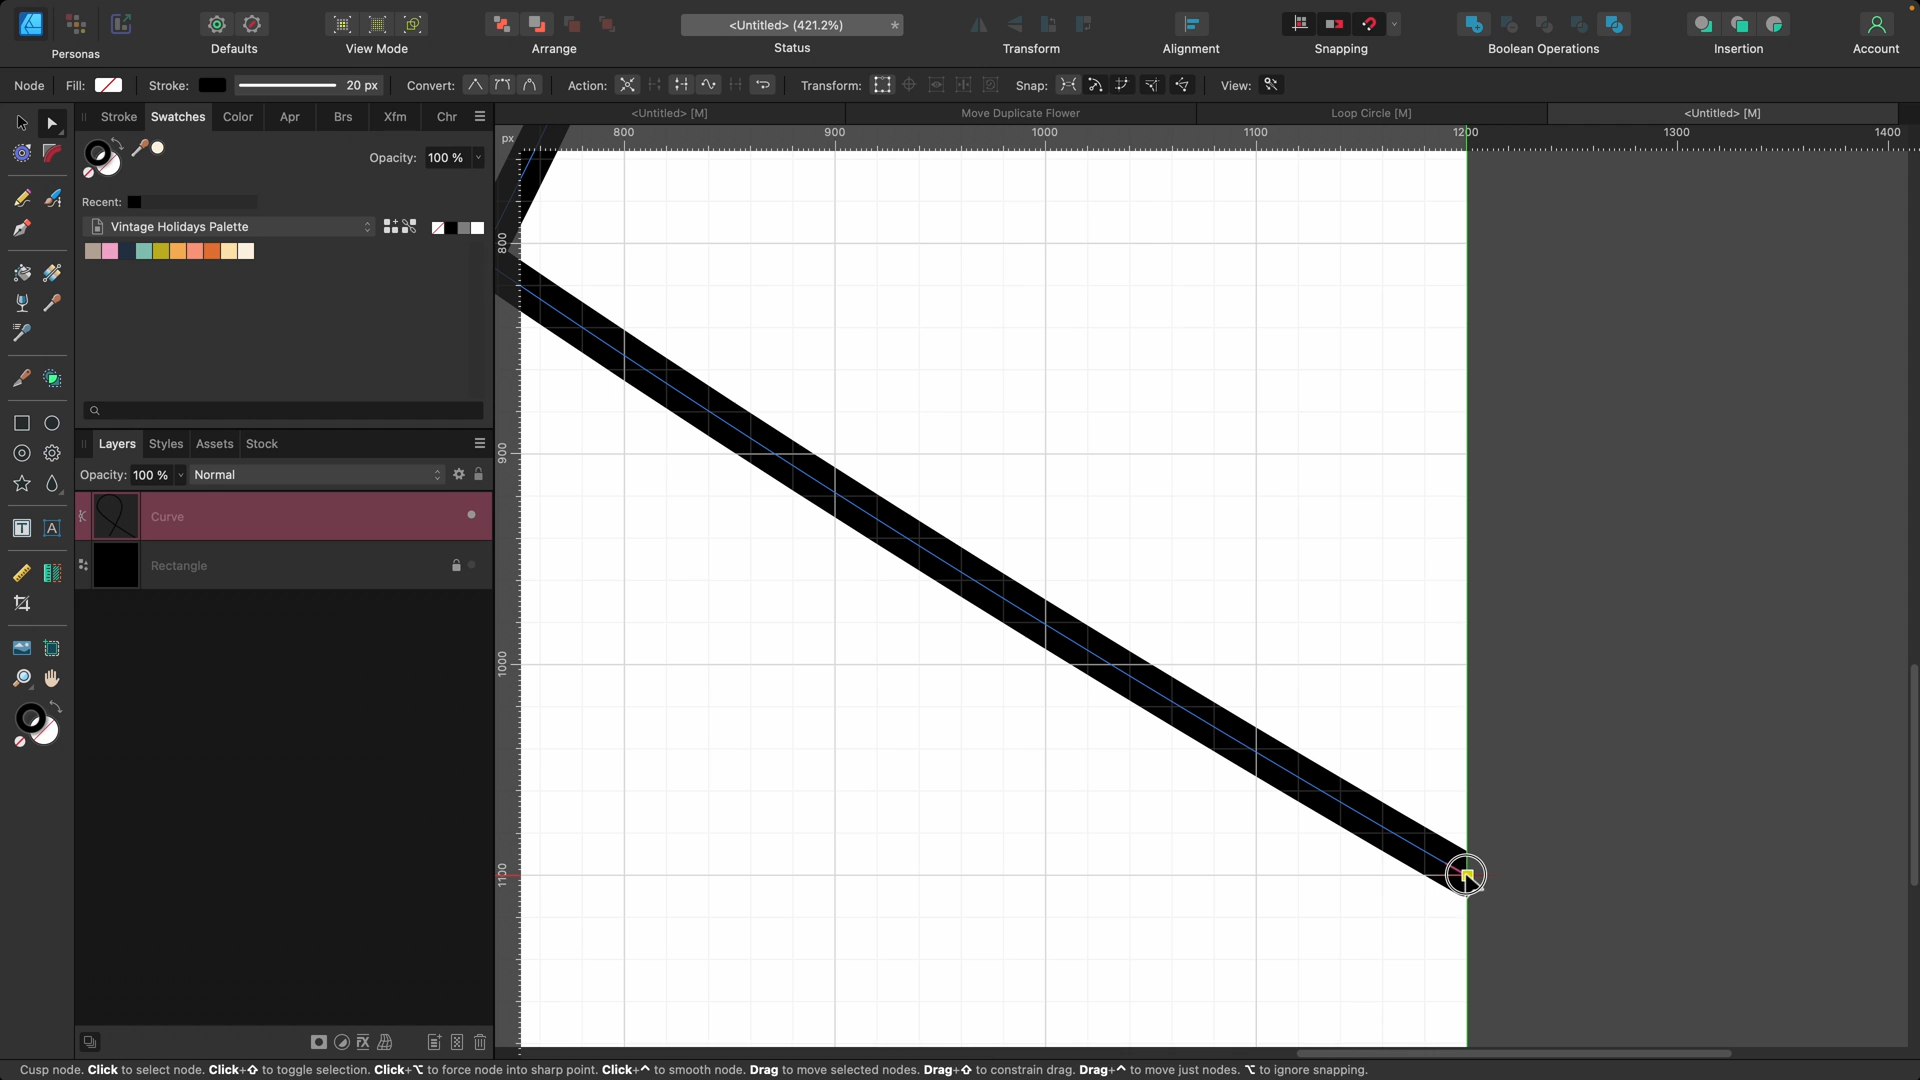 <Untitled> (421.2%) *
Personas
Defaults
View Mode
Arrange
Status
Transform
Alignment
Snapping
Boolean Operations
Insertion
Account
Node Fill: Stroke: 20 px Convert: Action: Transform: Snap: View:
Stroke Swatches Color Apr Brs Xfm Chr
<Untitled> [M]
Move Duplicate Flower
Loop Circle [M]
<Untitled> [M]
px 800 900 1000 1100 1200 1300 1400
Opacity: 100 %
Recent:
Vintage Holidays Palette
800
900
1000
1100
Layers Styles Assets Stock
Opacity: 100 % Normal
Curve
Rectangle
Cusp node. Click to select node. Click+⇧ to toggle selection. Click+⌥ to force node into sharp point. Click+^ to smooth node. Drag to move selected nodes. Drag+⇧ to constrain drag. Drag+^ to move just nodes. ⌥ to ignore snapping.